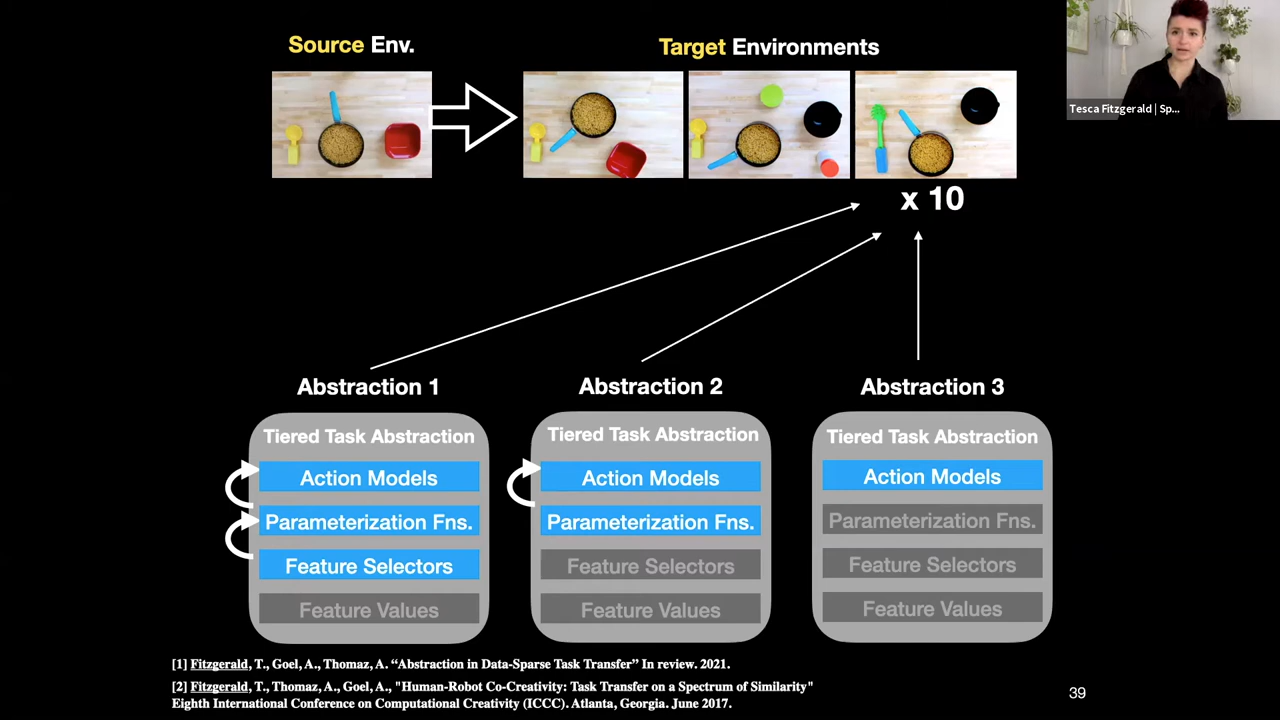 Source Env.
Target Environments
Tesca Fitzgerald | Sp...
x 10
Abstraction 1
Abstraction 2
Abstraction 3
Tiered Task Abstraction
Action Models
Parameterization Fns.
Feature Selectors
Feature Values
Tiered Task Abstraction
Action Models
Parameterization Fns.
Feature Selectors
Feature Values
Tiered Task Abstraction
Action Models
Parameterization Fns.
Feature Selectors
Feature Values
[1] Fitzgerald, T., Goel, A., Thomaz, A. “Abstraction in Data-Sparse Task Transfer” In review. 2021.
[2] Fitzgerald, T., Thomaz, A., Goel, A., "Human-Robot Co-Creativity: Task Transfer on a Spectrum of Similarity"
Eighth International Conference on Computational Creativity (ICCC). Atlanta, Georgia. June 2017.
39